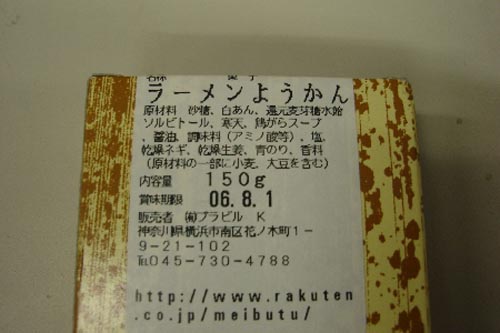 名称 菓子
ラーメンようかん
原材料 砂糖、白あん、還元麦芽糖水飴
ソルビトール、寒天、鶏がらスープ
、醤油、調味料(アミノ酸等)、塩、
乾燥ネギ、乾燥生姜、青のり、香料
(原材料の一部に小麦、大豆を含む)
内容量 150g
賞味期限 06.8.1
販売者 ㈱プラビル K
神奈川県横浜市南区花ノ木町1-
9-21-102
℡045-730-4788
http://www.rakuten
.co.jp/meibutu/